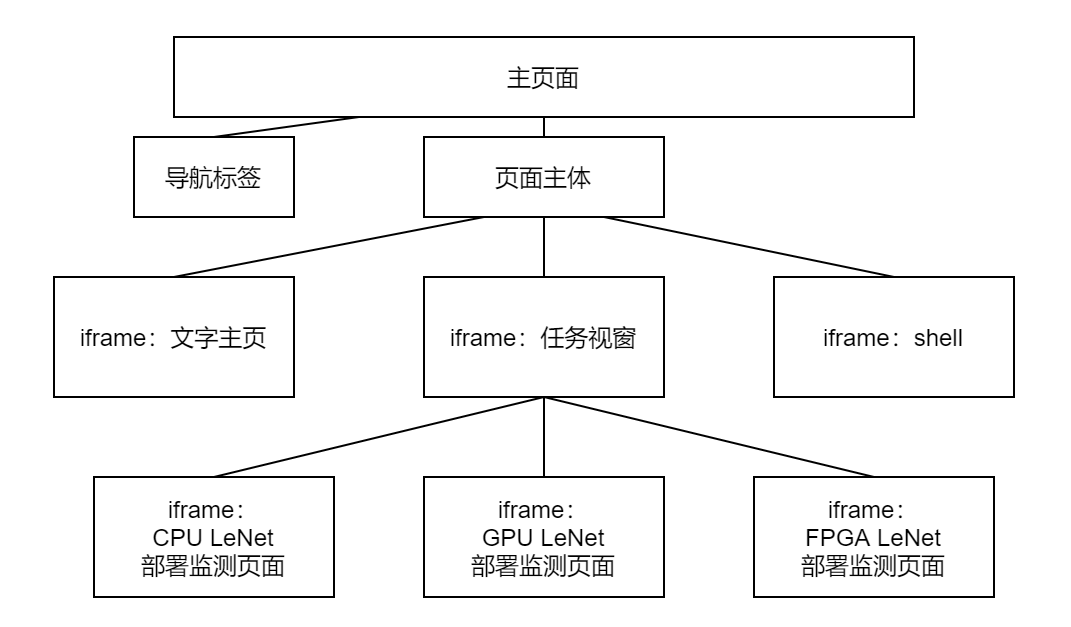 主页面
导航标签
页面主体
iframe：文字主页
iframe：任务视窗
iframe：shell
iframe：
CPU LeNet
部署监测页面
iframe：
GPU LeNet
部署监测页面
iframe：
FPGA LeNet
部署监测页面